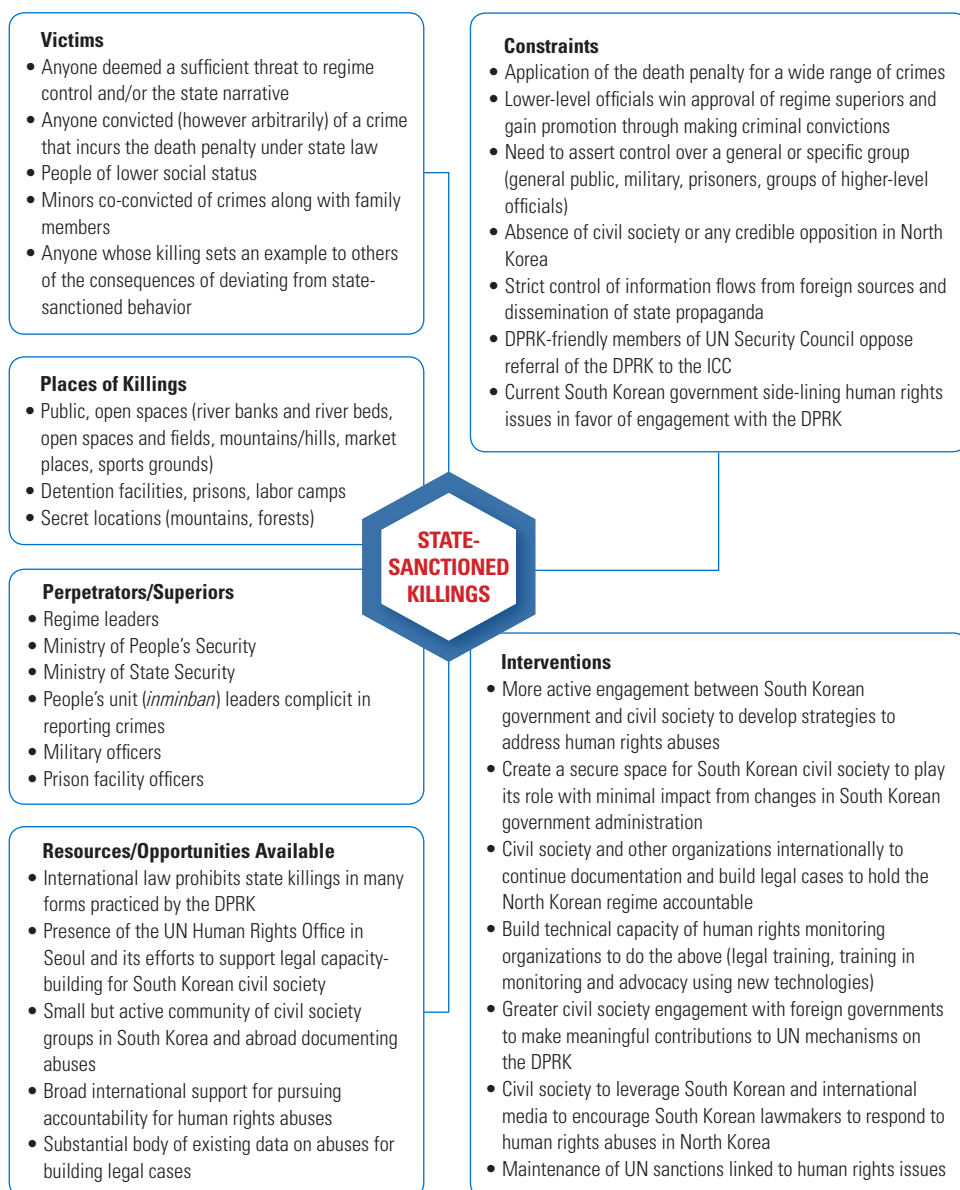 Victims
• Anyone deemed a sufficient threat to regime
control and/or the state narrative
• Anyone convicted (however arbitrarily) of a crime
that incurs the death penalty under state law
• People of lower social status
• Minors co-convicted of crimes along with family
members
• Anyone whose killing sets an example to others
of the consequences of deviating from state-
sanctioned behavior
Places of Killings
• Public, open spaces (river banks and river beds,
open spaces and fields, mountains/hills, market
places, sports grounds)
• Detention facilities, prisons, labor camps
• Secret locations (mountains, forests)
Perpetrators/Superiors
• Regime leaders
• Ministry of People's Security
• Ministry of State Security
• People's unit (inminban) leaders complicit in
reporting crimes
• Military officers
• Prison facility officers
Resources/Opportunities Available
• International law prohibits state killings in many
forms practiced by the DPRK
• Presence of the UN Human Rights Office in
Seoul and its efforts to support legal capacity-
building for South Korean civil society
• Small but active community of civil society
groups in South Korea and abroad documenting
abuses
• Broad international support for pursuing
accountability for human rights abuses
• Substantial body of existing data on abuses for
building legal cases
STATE-
SANCTIONED
KILLINGS
Constraints
• Application of the death penalty for a wide range of crimes
• Lower-level officials win approval of regime superiors and
gain promotion through making criminal convictions
• Need to assert control over a general or specific group
(general public, military, prisoners, groups of higher-level
officials)
• Absence of civil society or any credible opposition in North
Korea
• Strict control of information flows from foreign sources and
dissemination of state propaganda
• DPRK-friendly members of UN Security Council oppose
referral of the DPRK to the ICC
• Current South Korean government side-lining human rights
issues in favor of engagement with the DPRK
Interventions
• More active engagement between South Korean
government and civil society to develop strategies to
address human rights abuses
• Create a secure space for South Korean civil society to play
its role with minimal impact from changes in South Korean
government administration
• Civil society and other organizations internationally to
continue documentation and build legal cases to hold the
North Korean regime accountable
• Build technical capacity of human rights monitoring
organizations to do the above (legal training, training in
monitoring and advocacy using new technologies)
• Greater civil society engagement with foreign governments
to make meaningful contributions to UN mechanisms on
the DPRK
• Civil society to leverage South Korean and international
media to encourage South Korean lawmakers to respond to
human rights abuses in North Korea
• Maintenance of UN sanctions linked to human rights issues